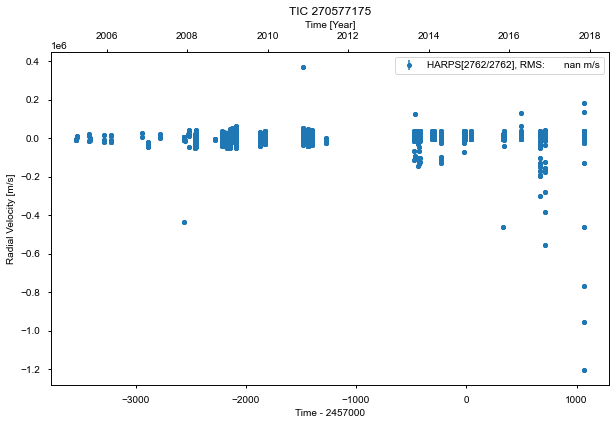 TIC 270577175
Time [Year]
2006 2008 2010 2012 2014 2016 2018
1e6
HARPS[2762/2762], RMS: nan m/s
0.4
0.2
0.0
−0.2
−0.4
−0.6
−0.8
−1.0
−1.2
Radial Velocity [m/s]
−3000 −2000 −1000 0 1000
Time - 2457000